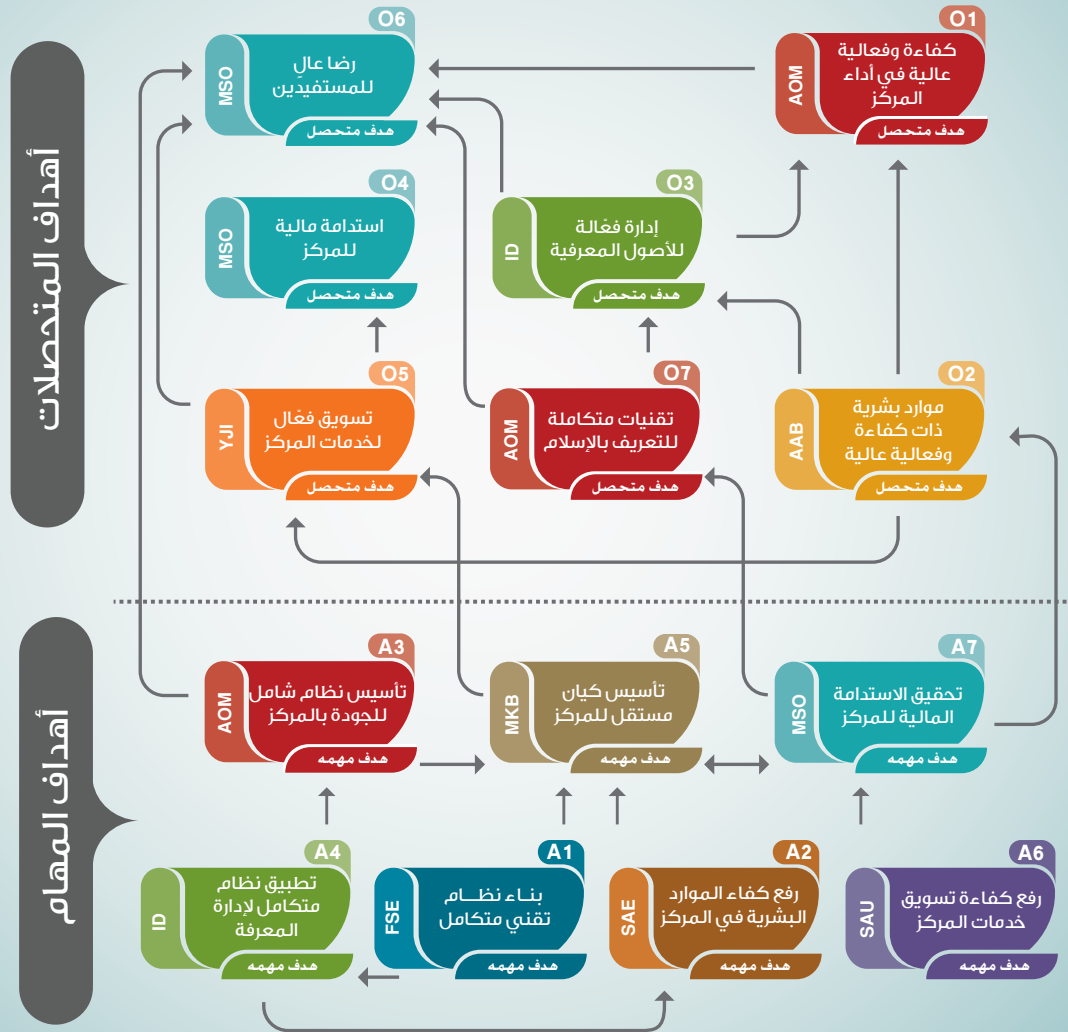 أهداف المتحصلات
O1
AOM
كفاءة وفعالية
عالية في أداء
المركز
هدف متحصل
O6
MSO
رضا عالِ
للمستفيدين
هدف متحصل
O3
ID
إدارة فعّالة
للأصول المعرفية
هدف متحصل
O4
MSO
استدامة مالية
للمركز
هدف متحصل
O2
AAB
موارد بشرية
ذات كفاءة
وفعالية عالية
هدف متحصل
O7
AOM
تقنيات متكاملة
للتعريف بالإسلام
هدف متحصل
O5
YJI
تسويق فعّال
لخدمات المركز
هدف متحصل
أهداف المهام
A7
MSO
تحقيق الاستدامة
المالية للمركز
هدف مهمه
A5
MKB
تأسيس كيان
مستقل للمركز
هدف مهمه
A3
AOM
تأسيس نظام شامل
للجودة بالمركز
هدف مهمه
A6
SAU
رفع كفاءة تسويق
خدمات المركز
هدف مهمه
A2
SAE
رفع كفاء الموارد
البشرية في المركز
هدف مهمه
A1
FSE
بنــاء نظـــام
تقني متكامل
هدف مهمه
A4
ID
تطبيق نظام
متكامل لإدارة
المعرفة
هدف مهمه